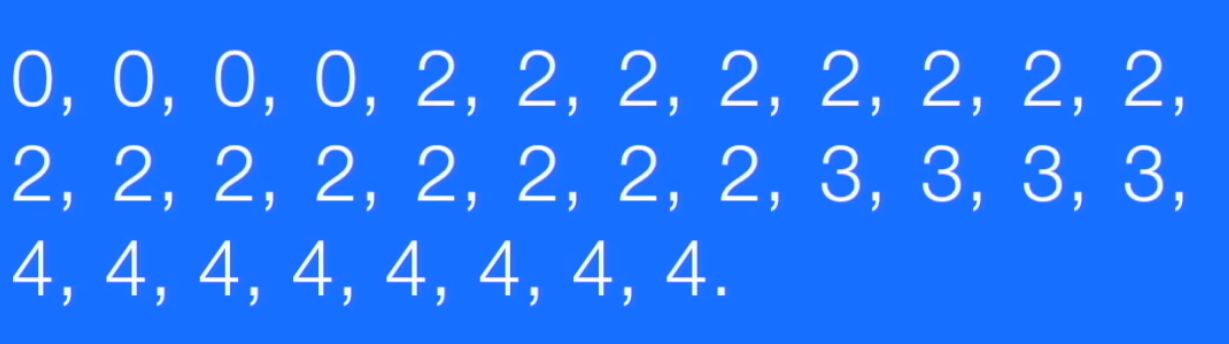 0, 0, 0, 0, 2, 2, 2, 2, 2, 2, 2, 2,
2, 2, 2, 2, 2, 2, 2, 2, 3, 3, 3, 3,
4, 4, 4, 4, 4, 4, 4, 4.